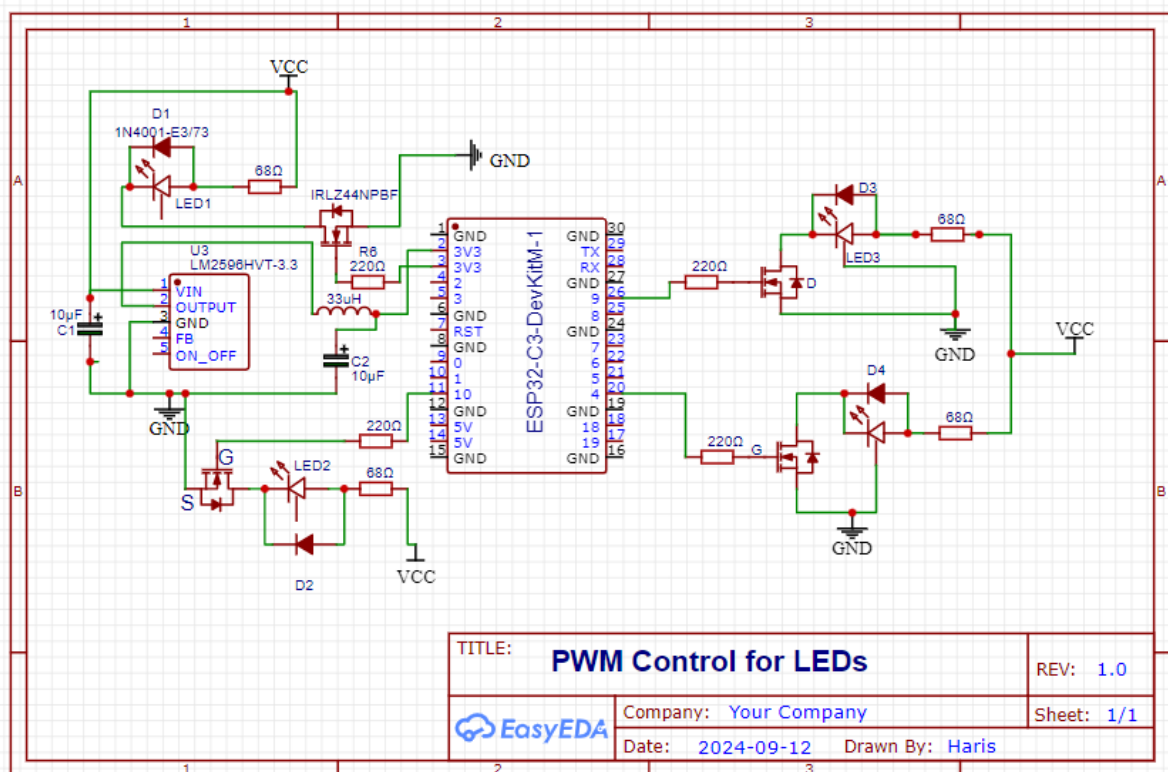 1 2 3
A
B
A
B
VCC
D1
1N4001-E3/73
68Ω
LED1
IRLZ44NPBF
GND
R6
220Ω
U3
LM2596HVT-3.3
1 VIN
2 OUTPUT
3 GND
4 FB
5 ON_OFF
10µF
C1
33uH
C2
10µF
GND
220Ω
G
S
LED2
68Ω
D2
VCC
ESP32-C3-DevKitM-1
1 GND
2 3V3
3 3V3
4 2
5 3
6 GND
7 RST
8 GND
9 0
10 1
11 10
12 GND
13 5V
14 5V
15 GND
GND 30
TX 29
RX 28
GND 27
9 26
8 25
GND 24
7 23
6 22
5 21
4 20
GND 19
18 18
19 17
GND 16
220Ω
D
D3
LED3
68Ω
GND
VCC
220Ω
G
D4
68Ω
GND
TITLE:
PWM Control for LEDs
REV: 1.0
EasyEDA
Company: Your Company
Sheet: 1/1
Date: 2024-09-12 Drawn By: Haris
1 2 3